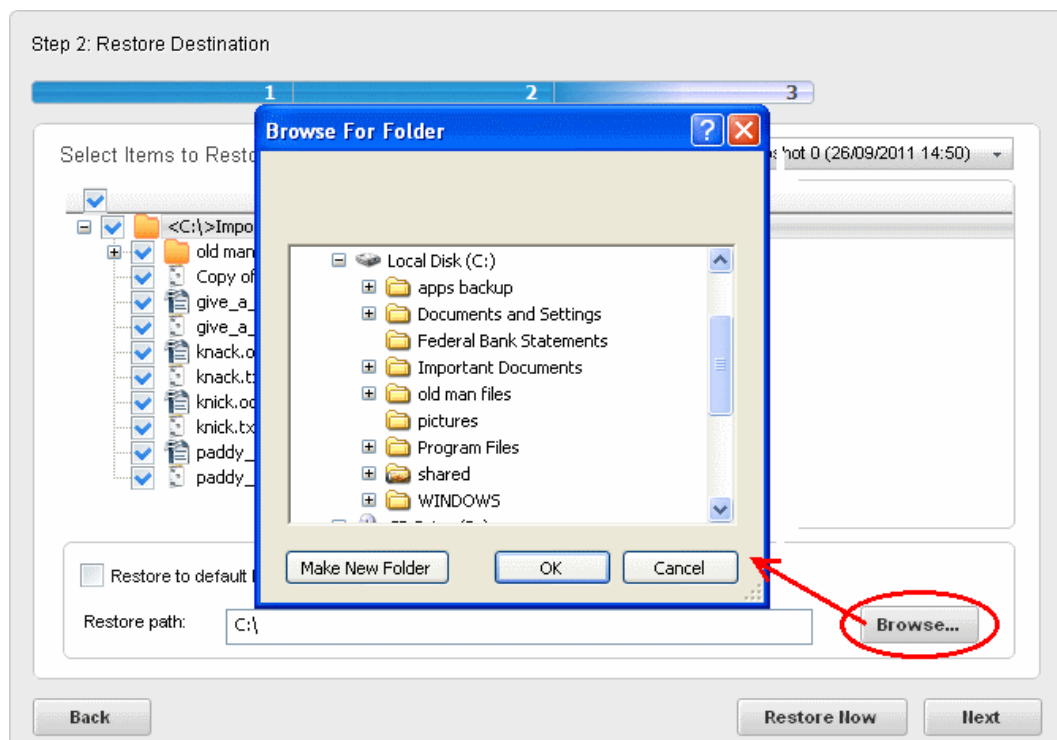 Step 2: Restore Destination
1 2 3
Browse For Folder
Select Items to Resto
hot 0 (26/09/2011 14:50)
<C:\>Impo
old man
Copy of
give_a_
give_a_
knack.o
knack.t
knick.od
knick.tx
paddy_
paddy_
Local Disk (C:)
apps backup
Documents and Settings
Federal Bank Statements
Important Documents
old man files
pictures
Program Files
shared
WINDOWS
Make New Folder
OK
Cancel
Restore to default
Restore path:
C:\
Browse...
Back
Restore Now
Next